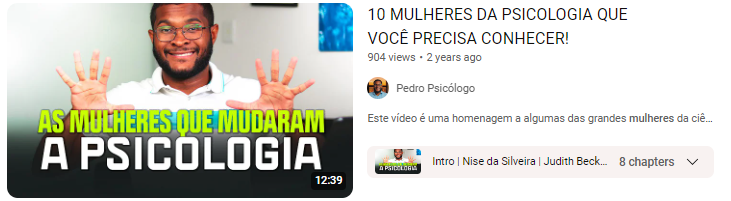 AS MULHERES QUE MUDARAM
A PSICOLOGIA
12:39
10 MULHERES DA PSICOLOGIA QUE
VOCÊ PRECISA CONHECER!
904 views • 2 years ago
Pedro Psicólogo
Este vídeo é uma homenagem a algumas das grandes mulheres da ciê...
Intro | Nise da Silveira | Judith Beck... 8 chapters